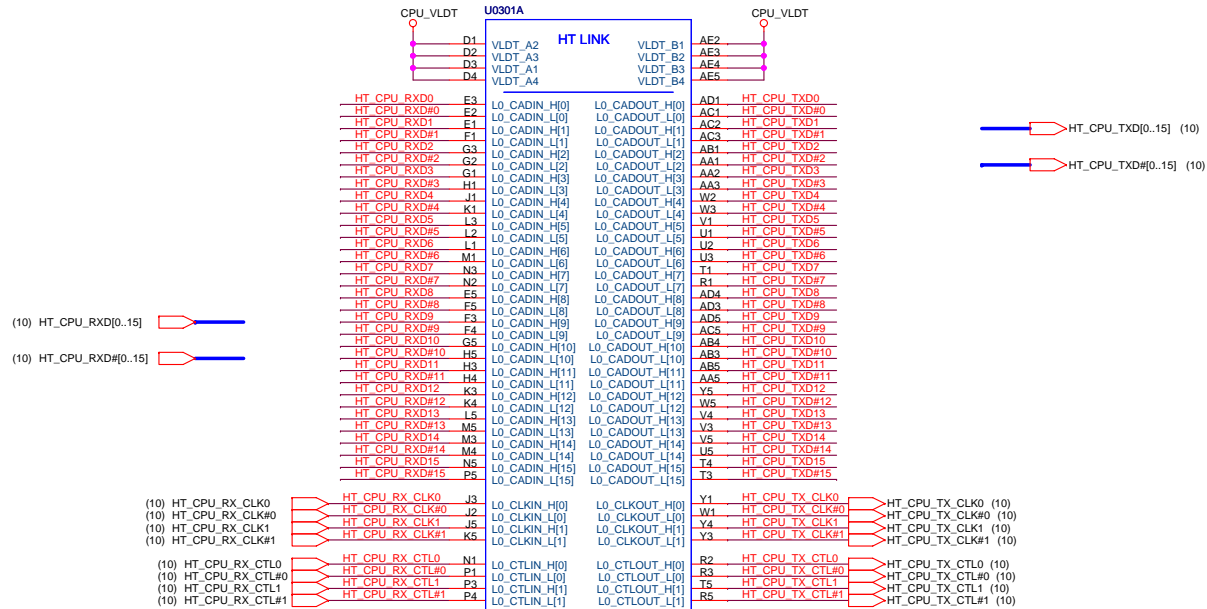 CPU_VLDT U0301A CPU_VLDT
HT LINK
D1 VLDT_A2 VLDT_B1 AE2
D2 VLDT_A3 VLDT_B2 AE3
D3 VLDT_A1 VLDT_B3 AE4
D4 VLDT_A4 VLDT_B4 AE5
HT_CPU_RXD0 E3 L0_CADIN_H[0] L0_CADOUT_H[0] AD1 HT_CPU_TXD0
HT_CPU_RXD#0 E2 L0_CADIN_L[0] L0_CADOUT_L[0] AC1 HT_CPU_TXD#0
HT_CPU_RXD1 E1 L0_CADIN_H[1] L0_CADOUT_H[1] AC2 HT_CPU_TXD1
HT_CPU_TXD[0..15] (10)
HT_CPU_RXD#1 F1 L0_CADIN_L[1] L0_CADOUT_L[1] AC3 HT_CPU_TXD#1
HT_CPU_RXD2 G3 L0_CADIN_H[2] L0_CADOUT_H[2] AB1 HT_CPU_TXD2
HT_CPU_RXD#2 G2 L0_CADIN_L[2] L0_CADOUT_L[2] AA1 HT_CPU_TXD#2
HT_CPU_TXD#[0..15] (10)
HT_CPU_RXD3 G1 L0_CADIN_H[3] L0_CADOUT_H[3] AA2 HT_CPU_TXD3
HT_CPU_RXD#3 H1 L0_CADIN_L[3] L0_CADOUT_L[3] AA3 HT_CPU_TXD#3
HT_CPU_RXD4 J1 L0_CADIN_H[4] L0_CADOUT_H[4] W2 HT_CPU_TXD4
HT_CPU_RXD#4 K1 L0_CADIN_L[4] L0_CADOUT_L[4] W3 HT_CPU_TXD#4
HT_CPU_RXD5 L3 L0_CADIN_H[5] L0_CADOUT_H[5] V1 HT_CPU_TXD5
HT_CPU_RXD#5 L2 L0_CADIN_L[5] L0_CADOUT_L[5] U1 HT_CPU_TXD#5
HT_CPU_RXD6 L1 L0_CADIN_H[6] L0_CADOUT_H[6] U2 HT_CPU_TXD6
HT_CPU_RXD#6 M1 L0_CADIN_L[6] L0_CADOUT_L[6] U3 HT_CPU_TXD#6
HT_CPU_RXD7 N3 L0_CADIN_H[7] L0_CADOUT_H[7] T1 HT_CPU_TXD7
HT_CPU_RXD#7 N2 L0_CADIN_L[7] L0_CADOUT_L[7] R1 HT_CPU_TXD#7
HT_CPU_RXD8 E5 L0_CADIN_H[8] L0_CADOUT_H[8] AD4 HT_CPU_TXD8
HT_CPU_RXD#8 F5 L0_CADIN_L[8] L0_CADOUT_L[8] AD3 HT_CPU_TXD#8
HT_CPU_RXD9 F3 L0_CADIN_H[9] L0_CADOUT_H[9] AD5 HT_CPU_TXD9
(10) HT_CPU_RXD[0..15]
HT_CPU_RXD#9 F4 L0_CADIN_L[9] L0_CADOUT_L[9] AC5 HT_CPU_TXD#9
HT_CPU_RXD10 G5 L0_CADIN_H[10] L0_CADOUT_H[10] AB4 HT_CPU_TXD10
HT_CPU_RXD#10 H5 L0_CADIN_L[10] L0_CADOUT_L[10] AB3 HT_CPU_TXD#10
(10) HT_CPU_RXD#[0..15]
HT_CPU_RXD11 H3 L0_CADIN_H[11] L0_CADOUT_H[11] AB5 HT_CPU_TXD11
HT_CPU_RXD#11 H4 L0_CADIN_L[11] L0_CADOUT_L[11] AA5 HT_CPU_TXD#11
HT_CPU_RXD12 K3 L0_CADIN_H[12] L0_CADOUT_H[12] Y5 HT_CPU_TXD12
HT_CPU_RXD#12 K4 L0_CADIN_L[12] L0_CADOUT_L[12] W5 HT_CPU_TXD#12
HT_CPU_RXD13 L5 L0_CADIN_H[13] L0_CADOUT_H[13] V4 HT_CPU_TXD13
HT_CPU_RXD#13 M5 L0_CADIN_L[13] L0_CADOUT_L[13] V3 HT_CPU_TXD#13
HT_CPU_RXD14 M3 L0_CADIN_H[14] L0_CADOUT_H[14] V5 HT_CPU_TXD14
HT_CPU_RXD#14 M4 L0_CADIN_L[14] L0_CADOUT_L[14] U5 HT_CPU_TXD#14
HT_CPU_RXD15 N5 L0_CADIN_H[15] L0_CADOUT_H[15] T4 HT_CPU_TXD15
HT_CPU_RXD#15 P5 L0_CADIN_L[15] L0_CADOUT_L[15] T3 HT_CPU_TXD#15
(10) HT_CPU_RX_CLK0 HT_CPU_RX_CLK0 J3 L0_CLKIN_H[0] L0_CLKOUT_H[0] Y1 HT_CPU_TX_CLK0 HT_CPU_TX_CLK0 (10)
(10) HT_CPU_RX_CLK#0 HT_CPU_RX_CLK#0 J2 L0_CLKIN_L[0] L0_CLKOUT_L[0] W1 HT_CPU_TX_CLK#0 HT_CPU_TX_CLK#0 (10)
(10) HT_CPU_RX_CLK1 HT_CPU_RX_CLK1 J5 L0_CLKIN_H[1] L0_CLKOUT_H[1] Y4 HT_CPU_TX_CLK1 HT_CPU_TX_CLK1 (10)
(10) HT_CPU_RX_CLK#1 HT_CPU_RX_CLK#1 K5 L0_CLKIN_L[1] L0_CLKOUT_L[1] Y3 HT_CPU_TX_CLK#1 HT_CPU_TX_CLK#1 (10)
(10) HT_CPU_RX_CTL0 HT_CPU_RX_CTL0 N1 L0_CTLIN_H[0] L0_CTLOUT_H[0] R2 HT_CPU_TX_CTL0 HT_CPU_TX_CTL0 (10)
(10) HT_CPU_RX_CTL#0 HT_CPU_RX_CTL#0 P1 L0_CTLIN_L[0] L0_CTLOUT_L[0] R3 HT_CPU_TX_CTL#0 HT_CPU_TX_CTL#0 (10)
(10) HT_CPU_RX_CTL1 HT_CPU_RX_CTL1 P3 L0_CTLIN_H[1] L0_CTLOUT_H[1] T5 HT_CPU_TX_CTL1 HT_CPU_TX_CTL1 (10)
(10) HT_CPU_RX_CTL#1 HT_CPU_RX_CTL#1 P4 L0_CTLIN_L[1] L0_CTLOUT_L[1] R5 HT_CPU_TX_CTL#1 HT_CPU_TX_CTL#1 (10)